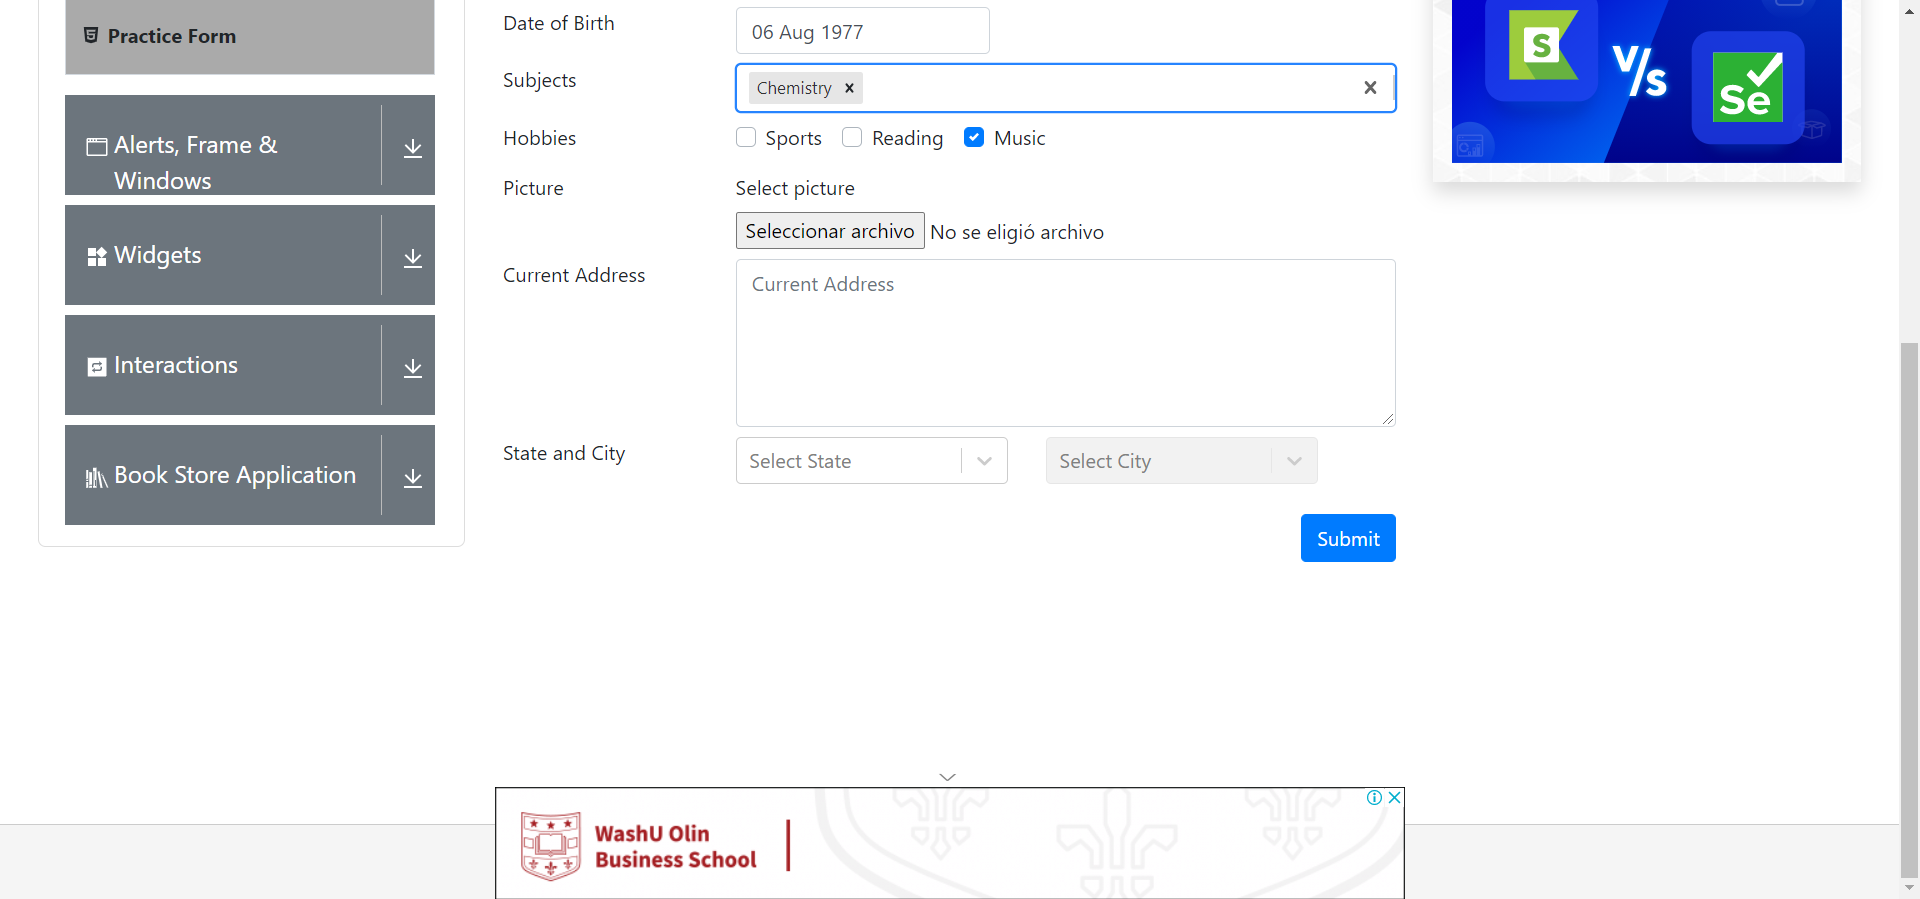 Practice Form
Alerts, Frame &
Windows
Widgets
Interactions
Book Store Application
Date of Birth
06 Aug 1977
Subjects
Chemistry
Hobbies
Sports
Reading
Music
Picture
Select picture
Seleccionar archivo No se eligió archivo
Current Address
Current Address
State and City
Select State
Select City
Submit
S
V/s
Se
WashU Olin
Business School